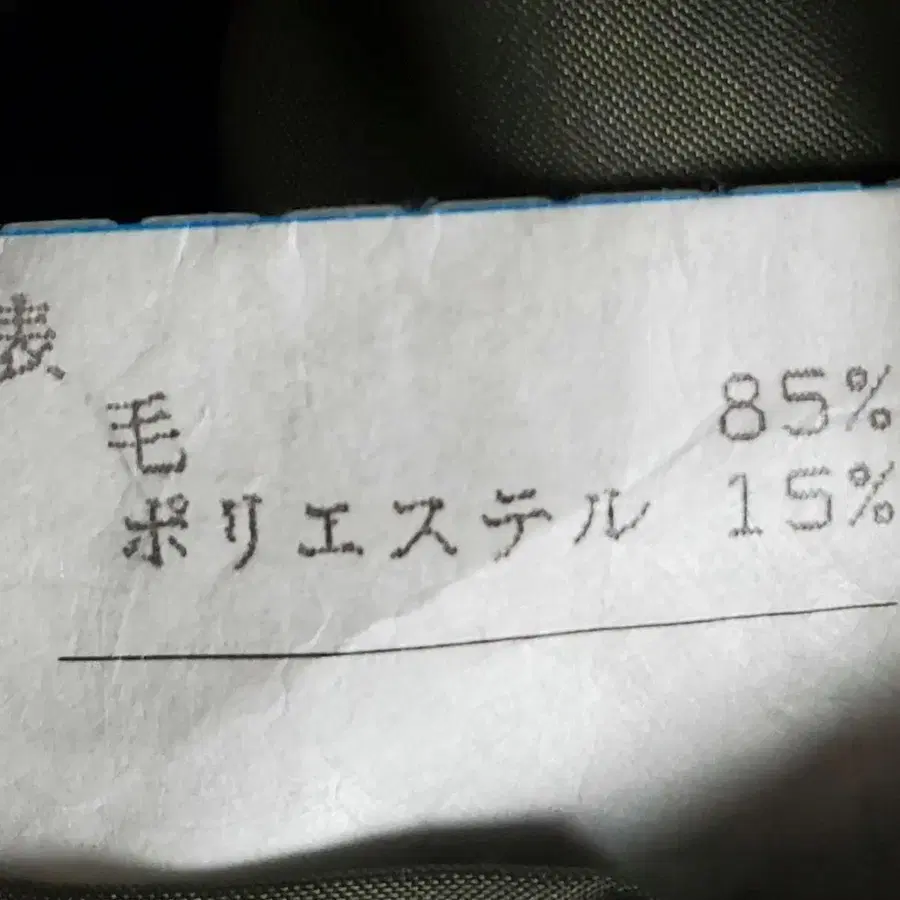 表
毛 85%
ポリエステル 15%